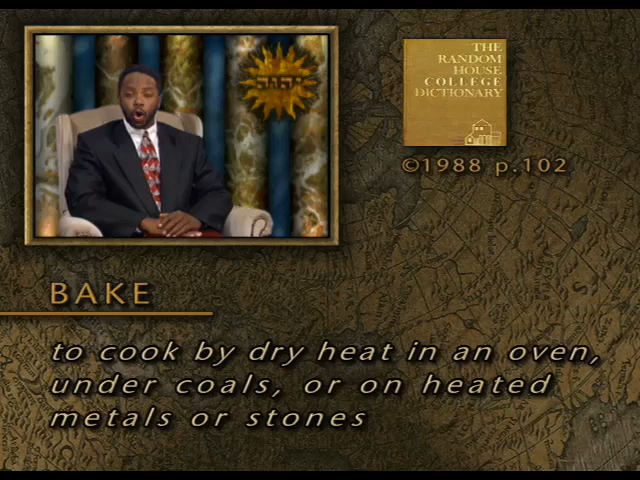 יהוה
THE
RANDOM
HOUSE
COLLEGE
DICTIONARY
©1988 p.102
BAKE
to cook by dry heat in an oven,
under coals, or on heated
metals or stones